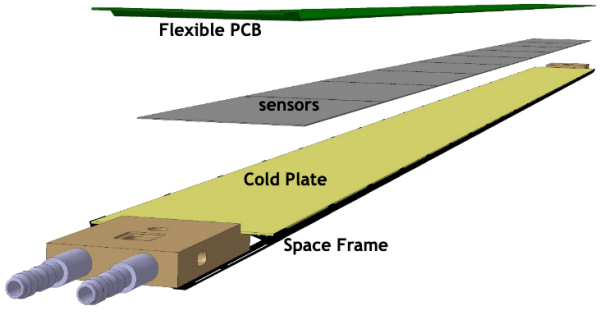 Flexible PCB
sensors
Cold Plate
Space Frame